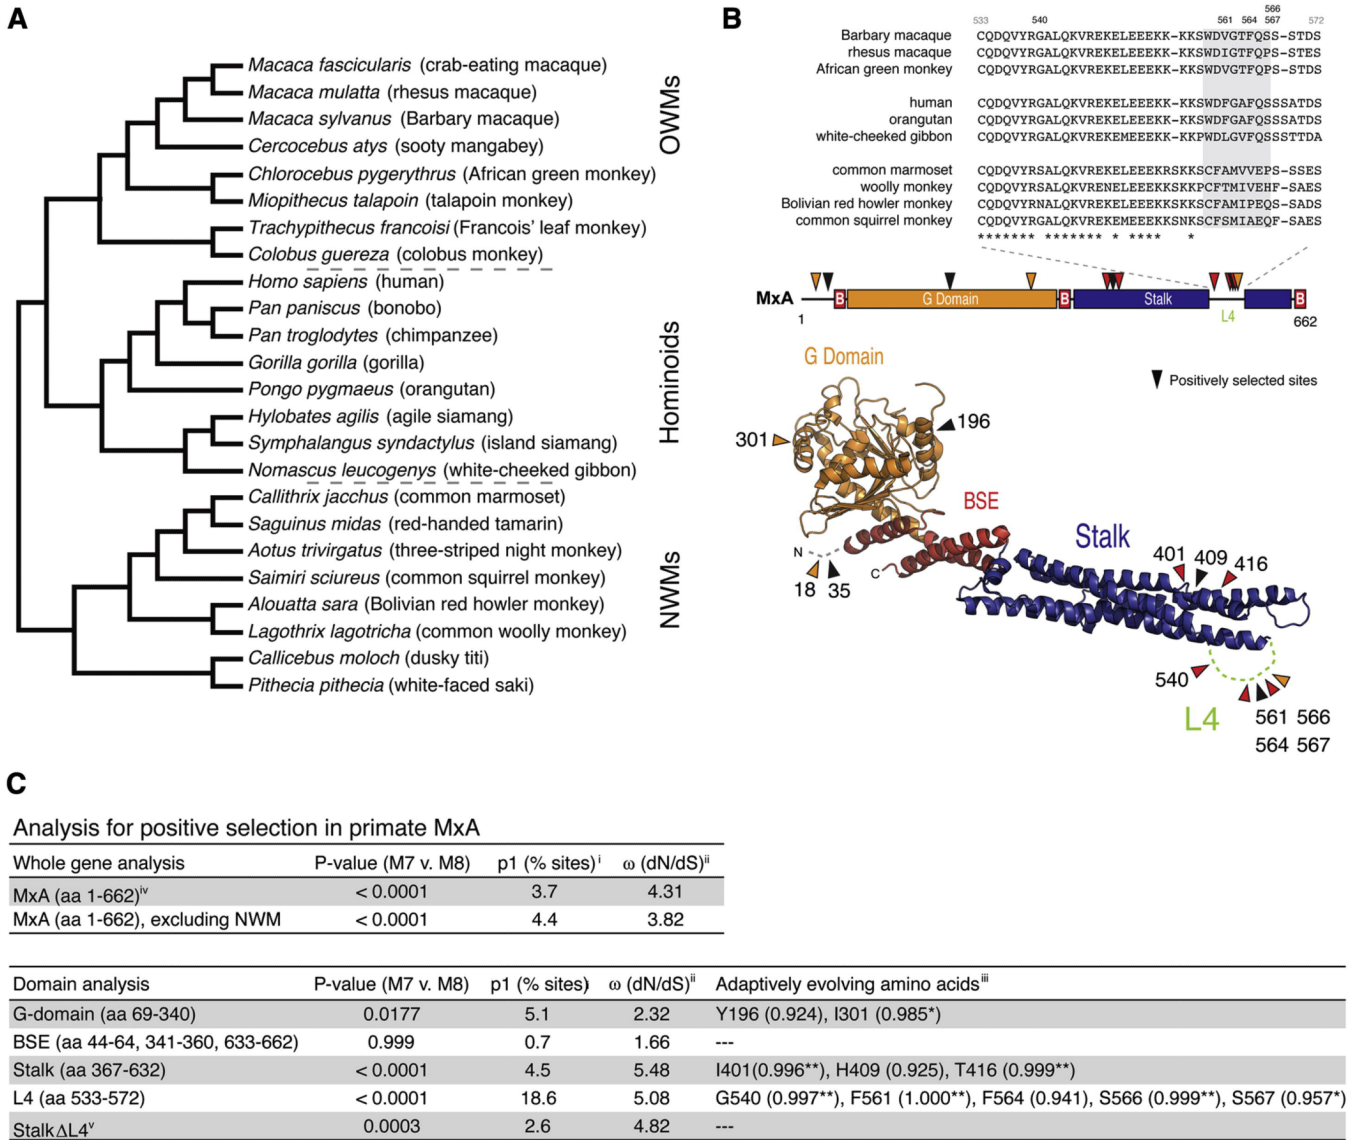 A
Macaca fascicularis (crab-eating macaque)
Macaca mulatta (rhesus macaque)
Macaca sylvanus (Barbary macaque)
Cercocebus atys (sooty mangabey)
Chlorocebus pygerythrus (African green monkey)
Miopithecus talapoin (talapoin monkey)
Trachypithecus francoisi (Francois' leaf monkey)
Colobus guereza (colobus monkey)
OWMs
Homo sapiens (human)
Pan paniscus (bonobo)
Pan troglodytes (chimpanzee)
Gorilla gorilla (gorilla)
Pongo pygmaeus (orangutan)
Hylobates agilis (agile siamang)
Symphalangus syndactylus (island siamang)
Nomascus leucogenys (white-cheeked gibbon)
Hominoids
Callithrix jacchus (common marmoset)
Saguinus midas (red-handed tamarin)
Aotus trivirgatus (three-striped night monkey)
Saimiri sciureus (common squirrel monkey)
Alouatta sara (Bolivian red howler monkey)
Lagothrix lagotricha (common woolly monkey)
Callicebus moloch (dusky titi)
Pithecia pithecia (white-faced saki)
NWMs
B
566
533 540 561 564 567 572
Barbary macaque CQDQVYRGALQKVREKELEEEKK-KKSWDVGTFQSS-STDS
rhesus macaque CQDQVYRGALQKVREKELEEEKK-KKSWDIGTFQPS-STES
African green monkey CQDQVYRGALQKVREKELEEEKK-KKSWDVGTFQPS-STDS
human CQDQVYRGALQKVREKELEEEKK-KKSWDFGAFQSSSATDS
orangutan CQDQVYRGALQKVREKELEEEKK-KKSWDFGAFQSSSATDS
white-cheeked gibbon CQDQVYRGALQKVREKEMEEEKK-KKPWDLGVFQSSSTTDA
common marmoset CQDQVYRSALQKVREKELEEEKRSKKSCFAMVVEPS-SSES
woolly monkey CQDQVYRSALQKVRENELEEEKRSKKPCFTMIVEHF-SAES
Bolivian red howler monkey CQDQVYRNALQKVREKELEEEKKSKKSCFAMIPEQS-SADS
common squirrel monkey CQDQVYRGALQKVREKEMEEEKKSNKSCFSMIAEQF-SAES
******* ********* * **** *
MxA
B G Domain B Stalk B
1 L4 662
Positively selected sites
G Domain
301
196
BSE
N
C
18 35
Stalk
401 409 416
540
L4
561 566
564 567
C
Analysis for positive selection in primate MxA
Whole gene analysis P-value (M7 v. M8) p1 (% sites) i ω (dN/dS) ii
MxA (aa 1-662) iv < 0.0001 3.7 4.31
MxA (aa 1-662), excluding NWM < 0.0001 4.4 3.82
Domain analysis P-value (M7 v. M8) p1 (% sites) ω (dN/dS) ii Adaptively evolving amino acids iii
G-domain (aa 69-340) 0.0177 5.1 2.32 Y196 (0.924), I301 (0.985*)
BSE (aa 44-64, 341-360, 633-662) 0.999 0.7 1.66 ---
Stalk (aa 367-632) < 0.0001 4.5 5.48 I401(0.996**), H409 (0.925), T416 (0.999**)
L4 (aa 533-572) < 0.0001 18.6 5.08 G540 (0.997**), F561 (1.000**), F564 (0.941), S566 (0.999**), S567 (0.957*)
StalkΔL4 v 0.0003 2.6 4.82 ---